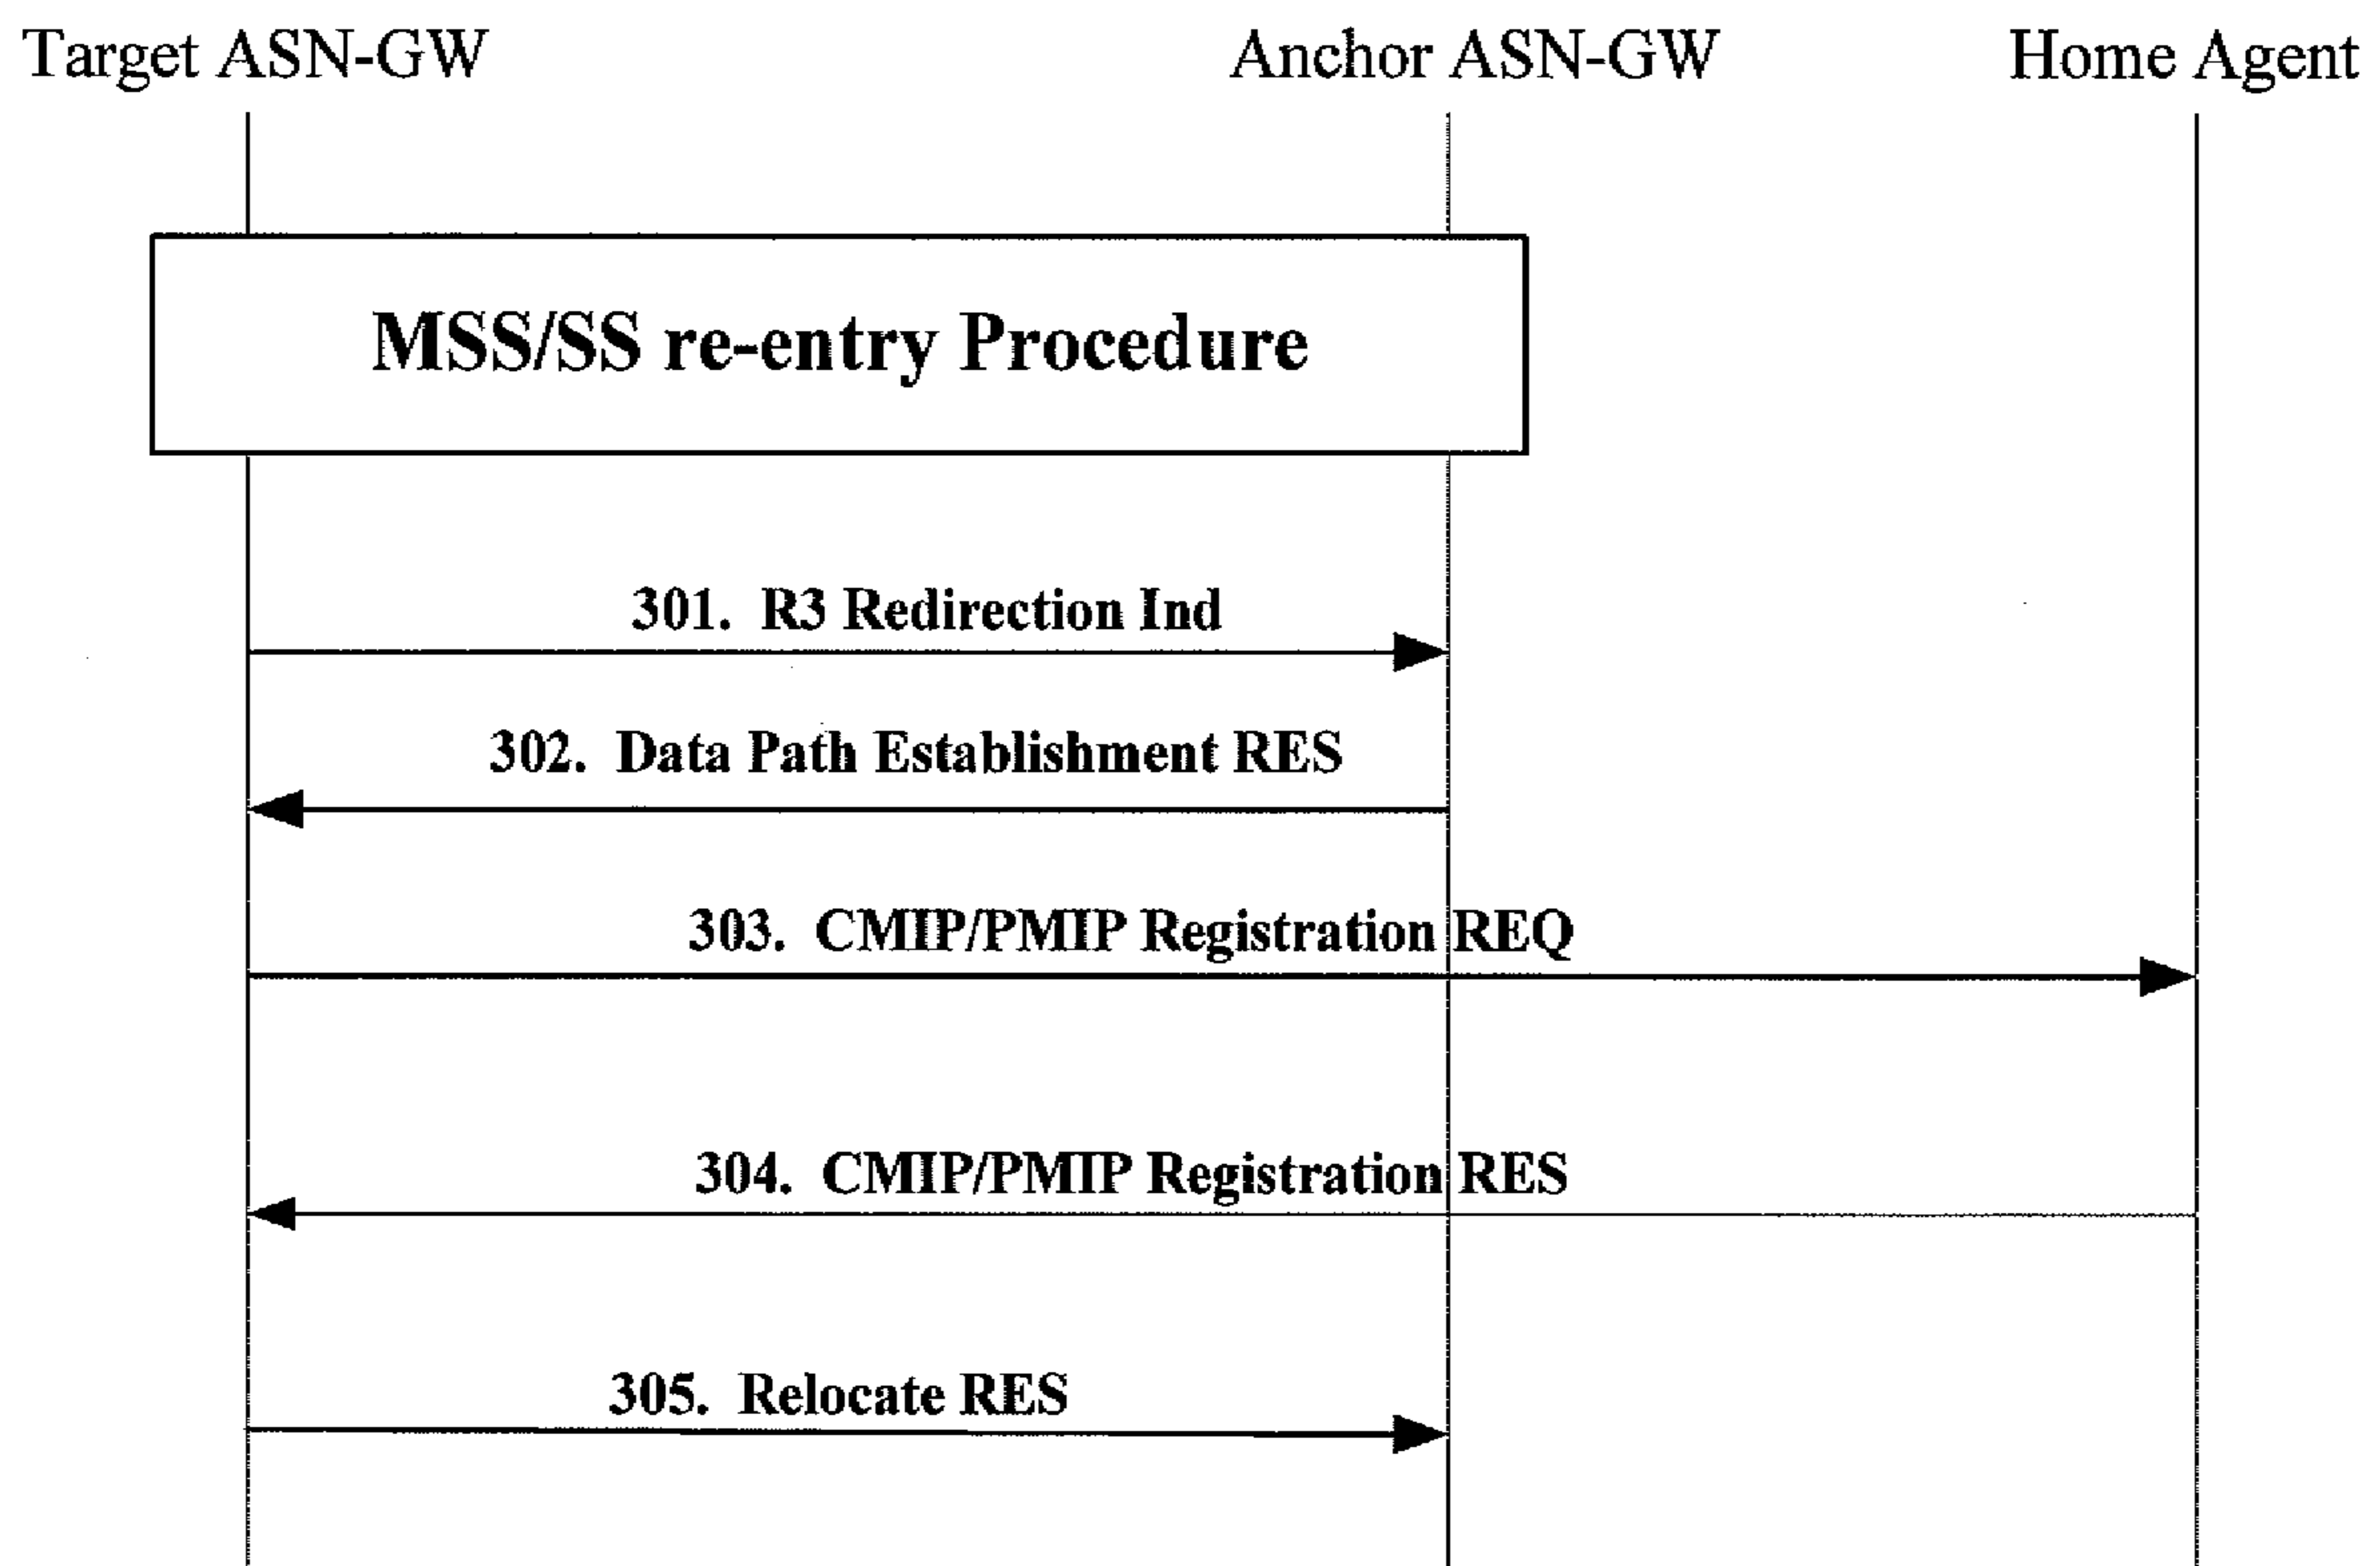 Target ASN-GW
Anchor ASN-GW
Home Agent
MSS/SS re-entry Procedure
301. R3 Redirection Ind
302. Data Path Establishment RES
303. CMIP/PMIP Registration REQ
304. CMIP/PMIP Registration RES
305. Relocate RES